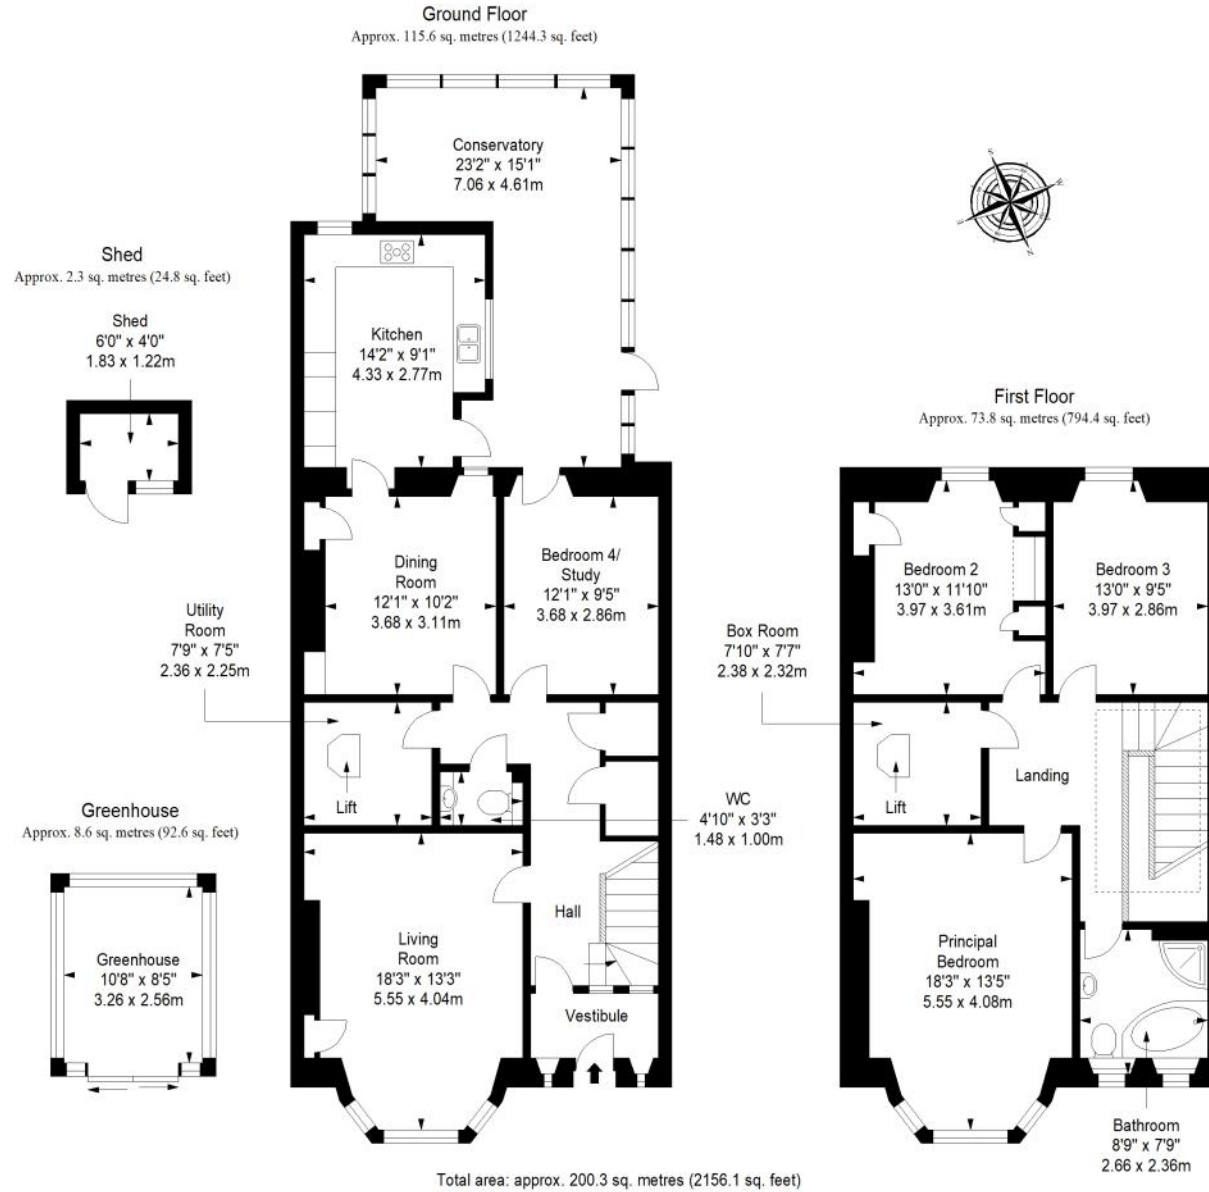 Ground Floor
Approx. 115.6 sq. metres (1244.3 sq. feet)
Conservatory
23'2" x 15'1"
7.06 x 4.61m
S
W
E
N
Shed
Approx. 2.3 sq. metres (24.8 sq. feet)
Shed
6'0" x 4'0"
1.83 x 1.22m
Kitchen
14'2" x 9'1"
4.33 x 2.77m
First Floor
Approx. 73.8 sq. metres (794.4 sq. feet)
Dining
Room
12'1" x 10'2"
3.68 x 3.11m
Bedroom 4/
Study
12'1" x 9'5"
3.68 x 2.86m
Bedroom 2
13'0" x 11'10"
3.97 x 3.61m
Bedroom 3
13'0" x 9'5"
3.97 x 2.86m
Utility
Room
7'9" x 7'5"
2.36 x 2.25m
Box Room
7'10" x 7'7"
2.38 x 2.32m
Lift
Lift
Landing
WC
4'10" x 3'3"
1.48 x 1.00m
Greenhouse
Approx. 8.6 sq. metres (92.6 sq. feet)
Greenhouse
10'8" x 8'5"
3.26 x 2.56m
Hall
Living
Room
18'3" x 13'3"
5.55 x 4.04m
Vestibule
Principal
Bedroom
18'3" x 13'5"
5.55 x 4.08m
Bathroom
8'9" x 7'9"
2.66 x 2.36m
Total area: approx. 200.3 sq. metres (2156.1 sq. feet)